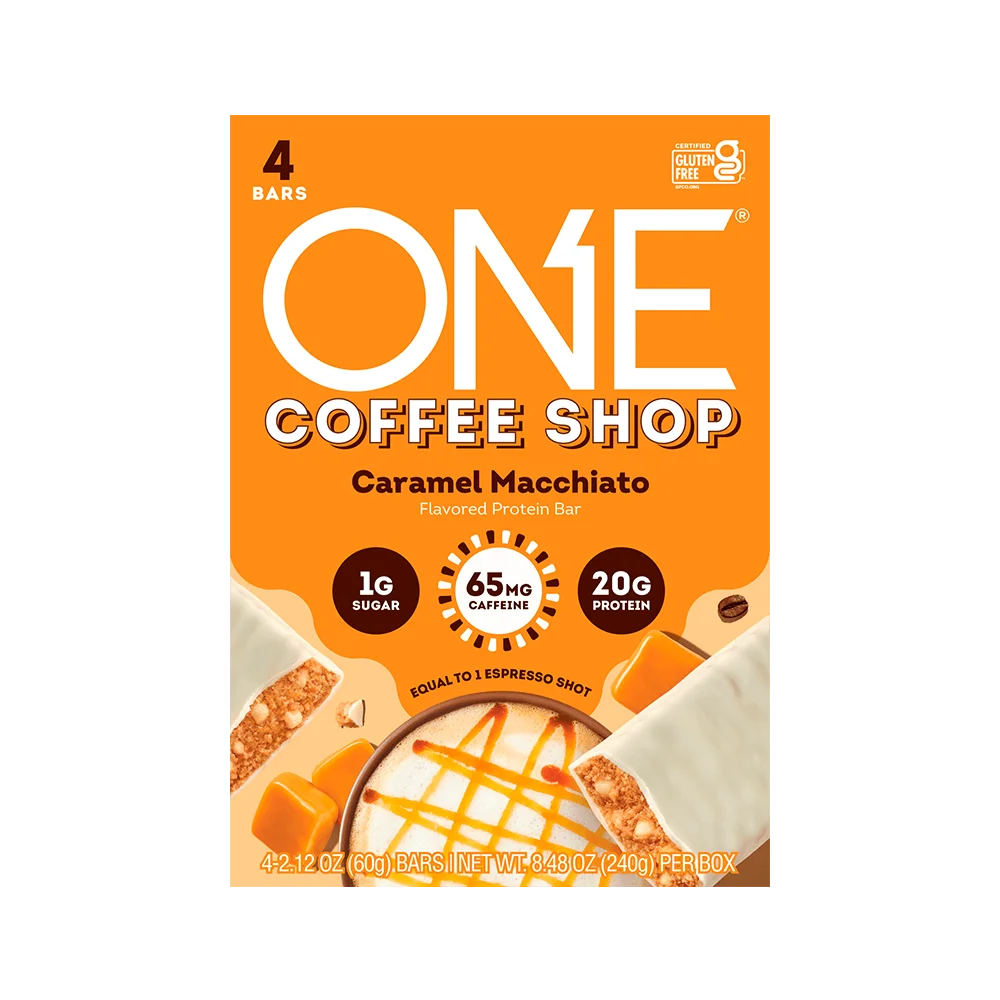 4
BARS
CERTIFIED
GLUTEN
FREE
GFCO.ORG
ONE®
COFFEE SHOP
Caramel Macchiato
Flavored Protein Bar
1G
SUGAR
65MG
CAFFEINE
20G
PROTEIN
EQUAL TO 1 ESPRESSO SHOT
4-2.12 OZ (60g) BARS | NET WT. 8.48 OZ (240g) PER BOX